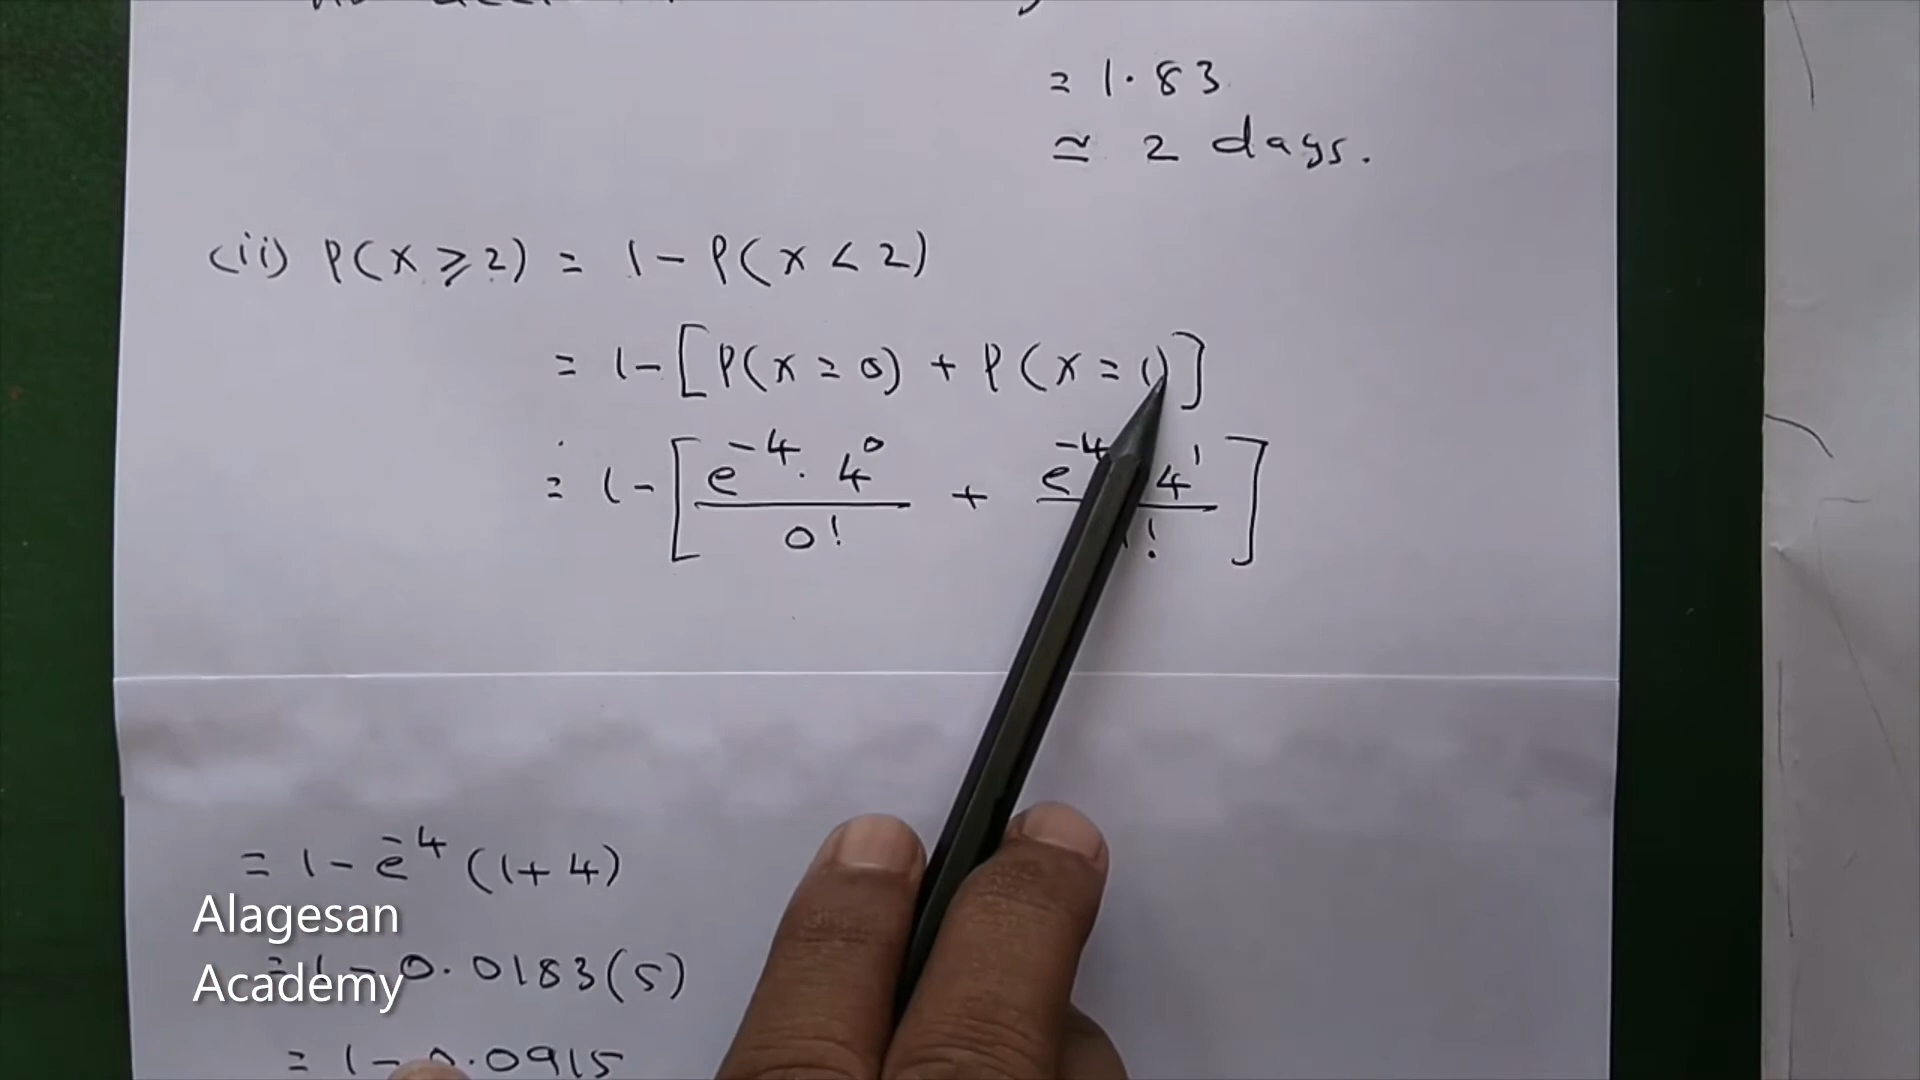 = 1.83
≃ 2 days.
(ii) P(X ≥ 2) = 1 - P(X < 2)
= 1 - [P(X = 0) + P(X = 1)]
= 1 - [e^-4 . 4^0 / 0! + e^-4 4^1 / 1!]
= 1 - e^-4 (1 + 4)
= 1 - 0.0183(5)
= 1 - 0.0915
Alagesan
Academy